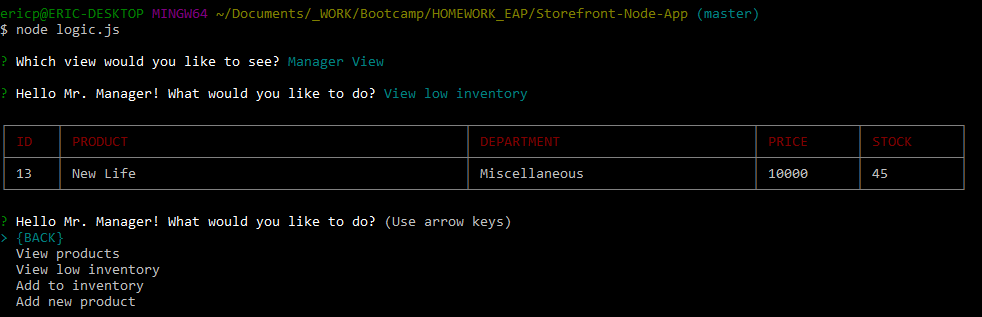 ericp@ERIC-DESKTOP MINGW64 ~/Documents/_WORK/Bootcamp/HOMEWORK_EAP/Storefront-Node-App (master)
$ node logic.js
? Which view would you like to see? Manager View
? Hello Mr. Manager! What would you like to do? View low inventory
ID PRODUCT DEPARTMENT PRICE STOCK
13 New Life Miscellaneous 10000 45
? Hello Mr. Manager! What would you like to do? (Use arrow keys)
> {BACK}
View products
View low inventory
Add to inventory
Add new product